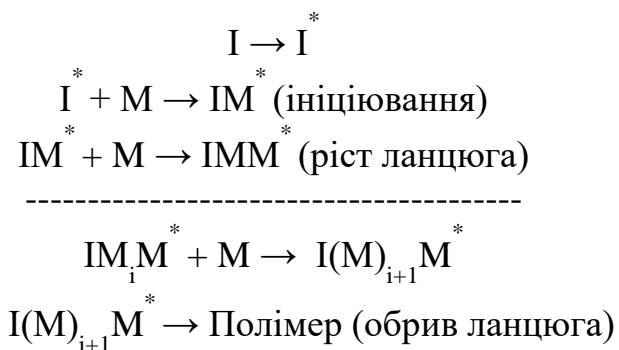 I → I*
I* + M → IM* (ініціювання)
IM* + M → IMM* (ріст ланцюга)
----------------------------------------
IMᵢM* + M → I(M)ᵢ₊₁M*
I(M)ᵢ₊₁M* → Полімер (обрив ланцюга)